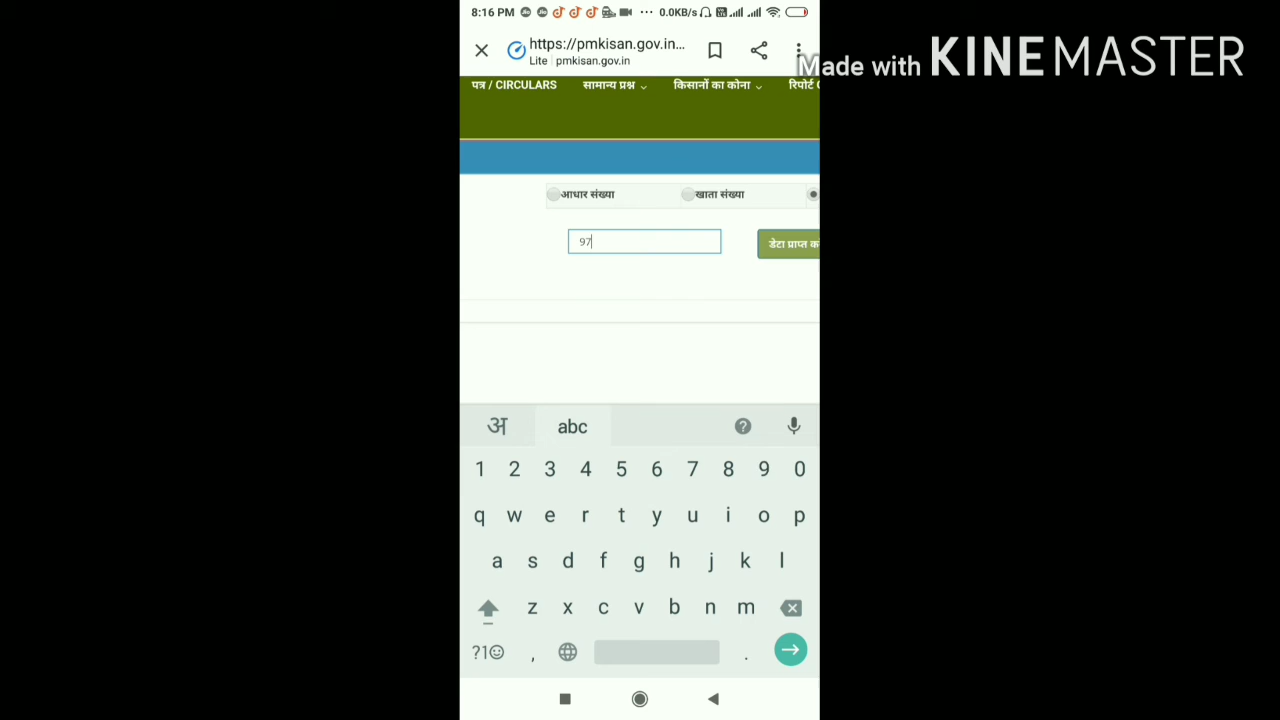 8:16 PM ... 0.0KB/s
Made with KINEMASTER
https://pmkisan.gov.in...
Lite | pmkisan.gov.in
पत्र / CIRCULARS सामान्य प्रश्न किसानों का कोना रिपोर्ट
आधार संख्या खाता संख्या
97
डेटा प्राप्त क
अ abc
1 2 3 4 5 6 7 8 9 0
q w e r t y u i o p
a s d f g h j k l
z x c v b n m
?1☺ , .